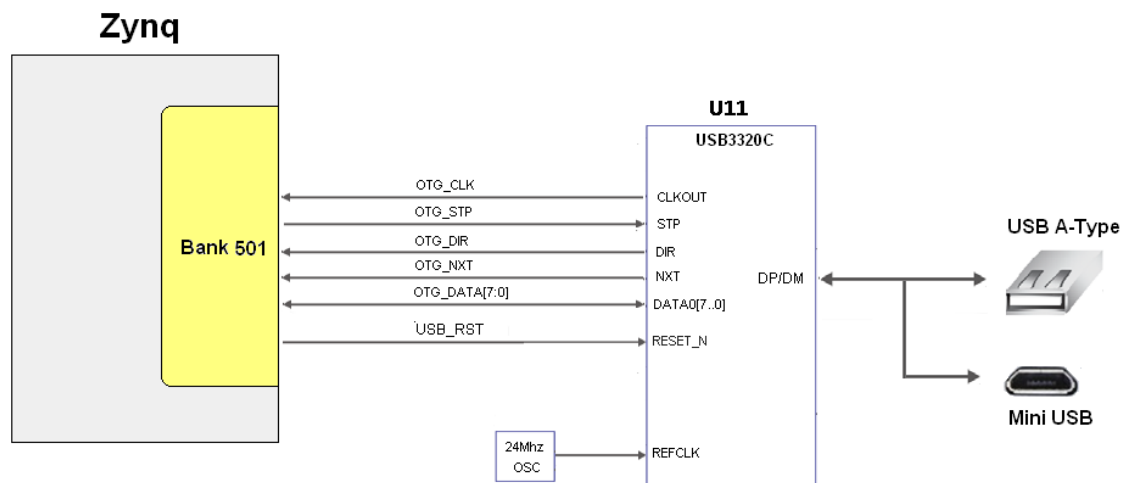 Zynq
Bank 501
OTG_CLK
OTG_STP
OTG_DIR
OTG_NXT
OTG_DATA[7:0]
USB_RST
24Mhz
OSC
U11
USB3320C
CLKOUT
STP
DIR
NXT
DATA0[7..0]
RESET_N
REFCLK
DP/DM
USB A-Type
Mini USB